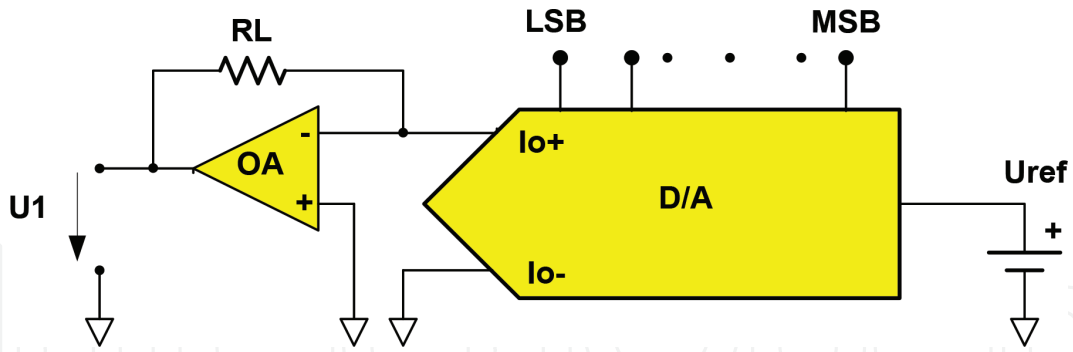 LSB MSB
RL
Io+
-
OA
D/A
Uref
+
+
U1
Io-